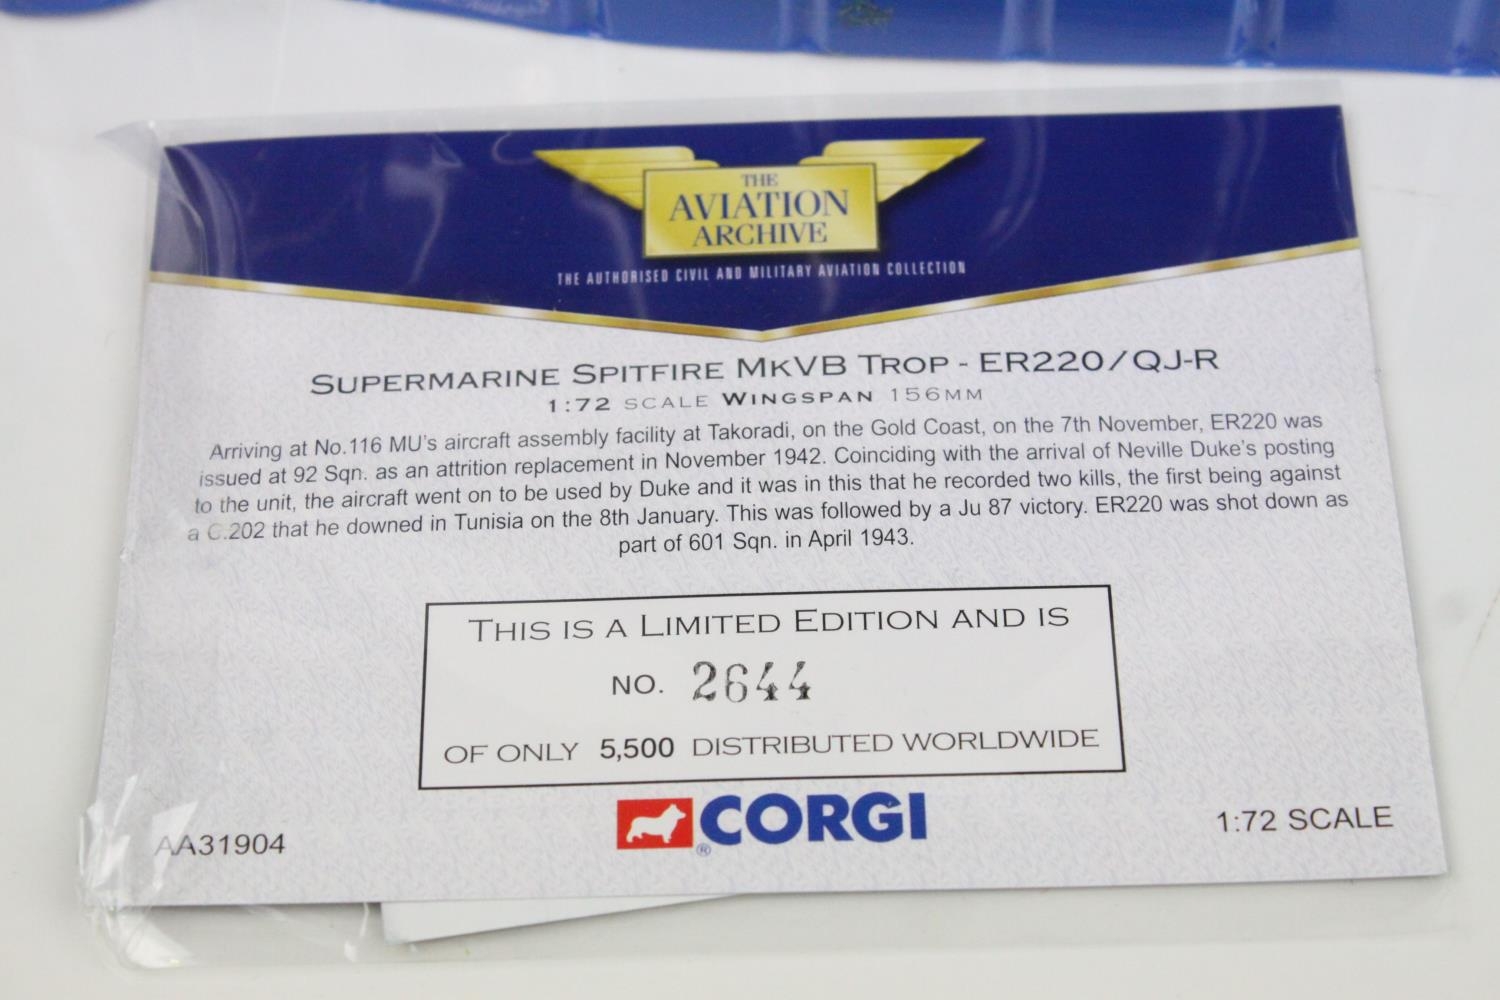 THE
AVIATION
ARCHIVE
THE AUTHORISED CIVIL AND MILITARY AVIATION COLLECTION
SUPERMARINE SPITFIRE MKVB TROP - ER220/QJ-R
1:72 SCALE WINGSPAN 156MM
Arriving at No.116 MU's aircraft assembly facility at Takoradi, on the Gold Coast, on the 7th November, ER220 was
issued at 92 Sqn. as an attrition replacement in November 1942. Coinciding with the arrival of Neville Duke's posting
to the unit, the aircraft went on to be used by Duke and it was in this that he recorded two kills, the first being against
a C.202 that he downed in Tunisia on the 8th January. This was followed by a Ju 87 victory. ER220 was shot down as
part of 601 Sqn. in April 1943.
THIS IS A LIMITED EDITION AND IS
NO. 2644
OF ONLY 5,500 DISTRIBUTED WORLDWIDE
AA31904
CORGI
®
1:72 SCALE